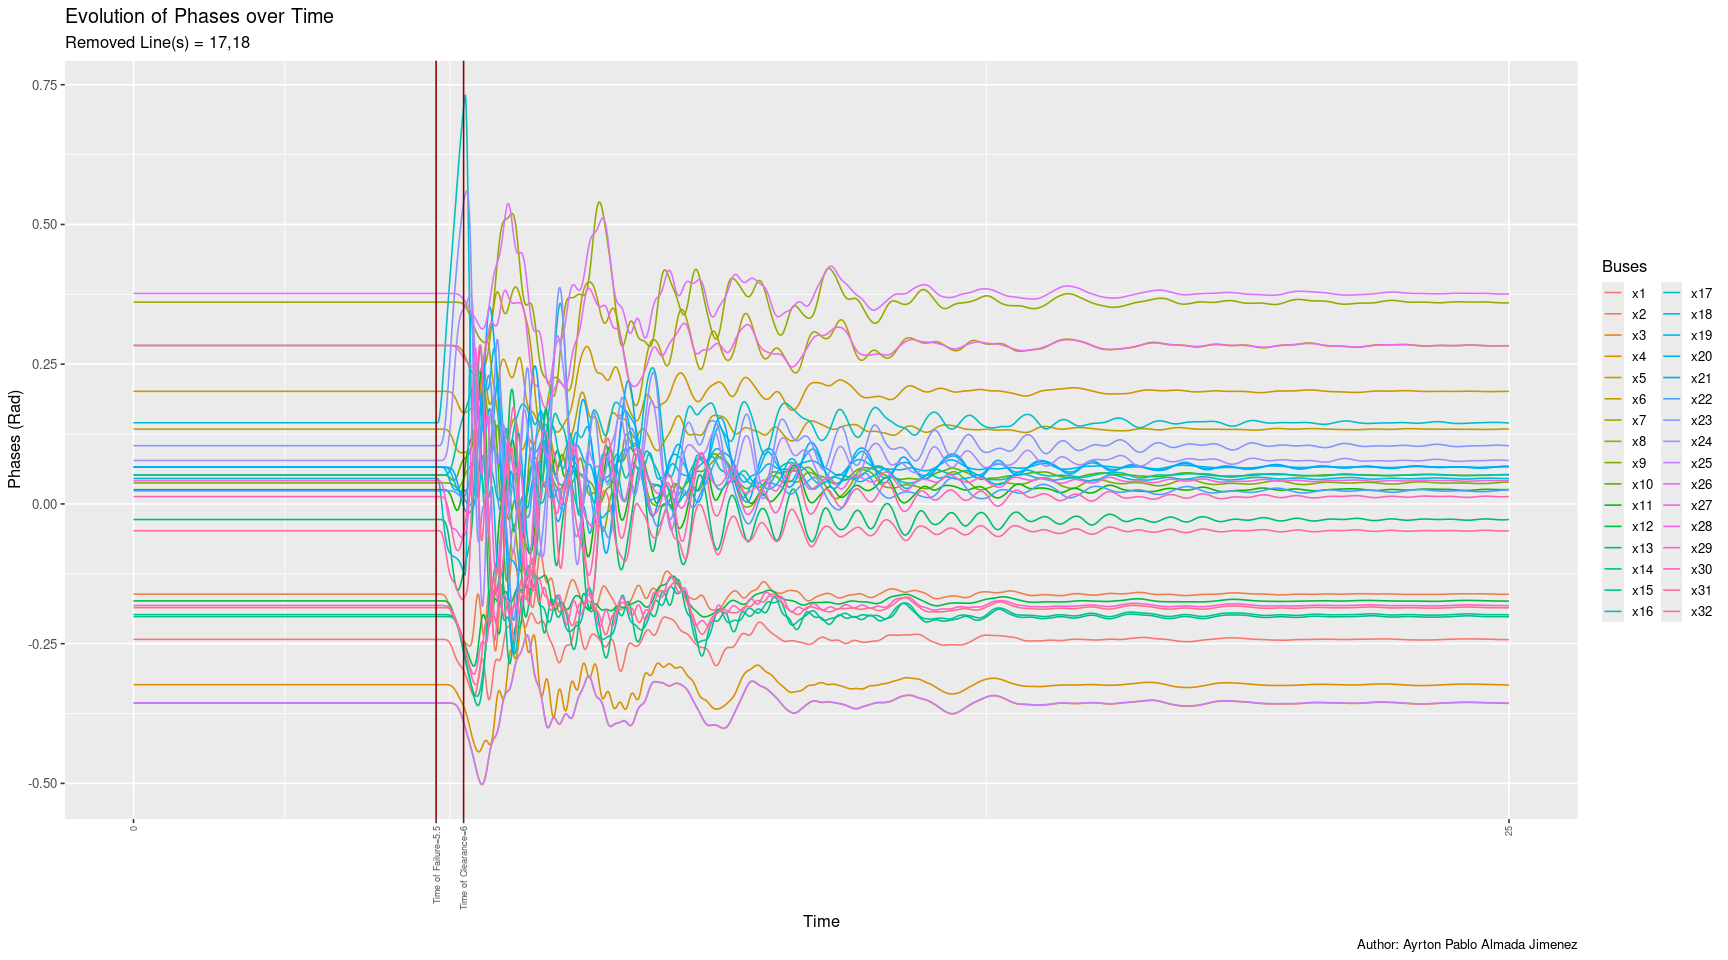 Evolution of Phases over Time
Removed Line(s) = 17,18
Phases (Rad)
0.75
0.50
0.25
0.00
-0.25
-0.50
0
Time of Failure=5.5
Time of Clearance=6
25
Time
Buses
x1
x2
x3
x4
x5
x6
x7
x8
x9
x10
x11
x12
x13
x14
x15
x16
x17
x18
x19
x20
x21
x22
x23
x24
x25
x26
x27
x28
x29
x30
x31
x32
Author: Ayrton Pablo Almada Jimenez